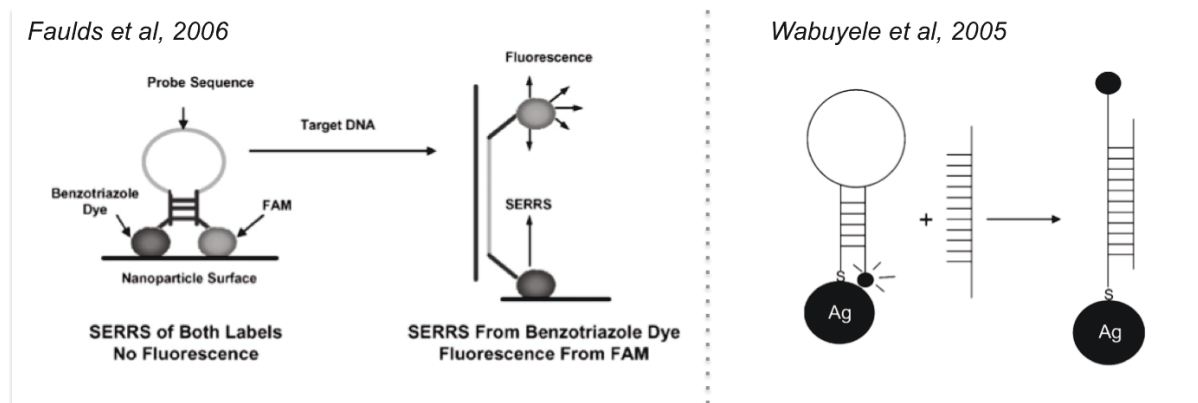 Faulds et al, 2006
Probe Sequence
Benzotriazole
Dye
FAM
Nanoparticle Surface
SERRS of Both Labels
No Fluorescence
Target DNA
Fluorescence
SERRS
SERRS From Benzotriazole Dye
Fluorescence From FAM
Wabuyele et al, 2005
S
Ag
+
S
Ag